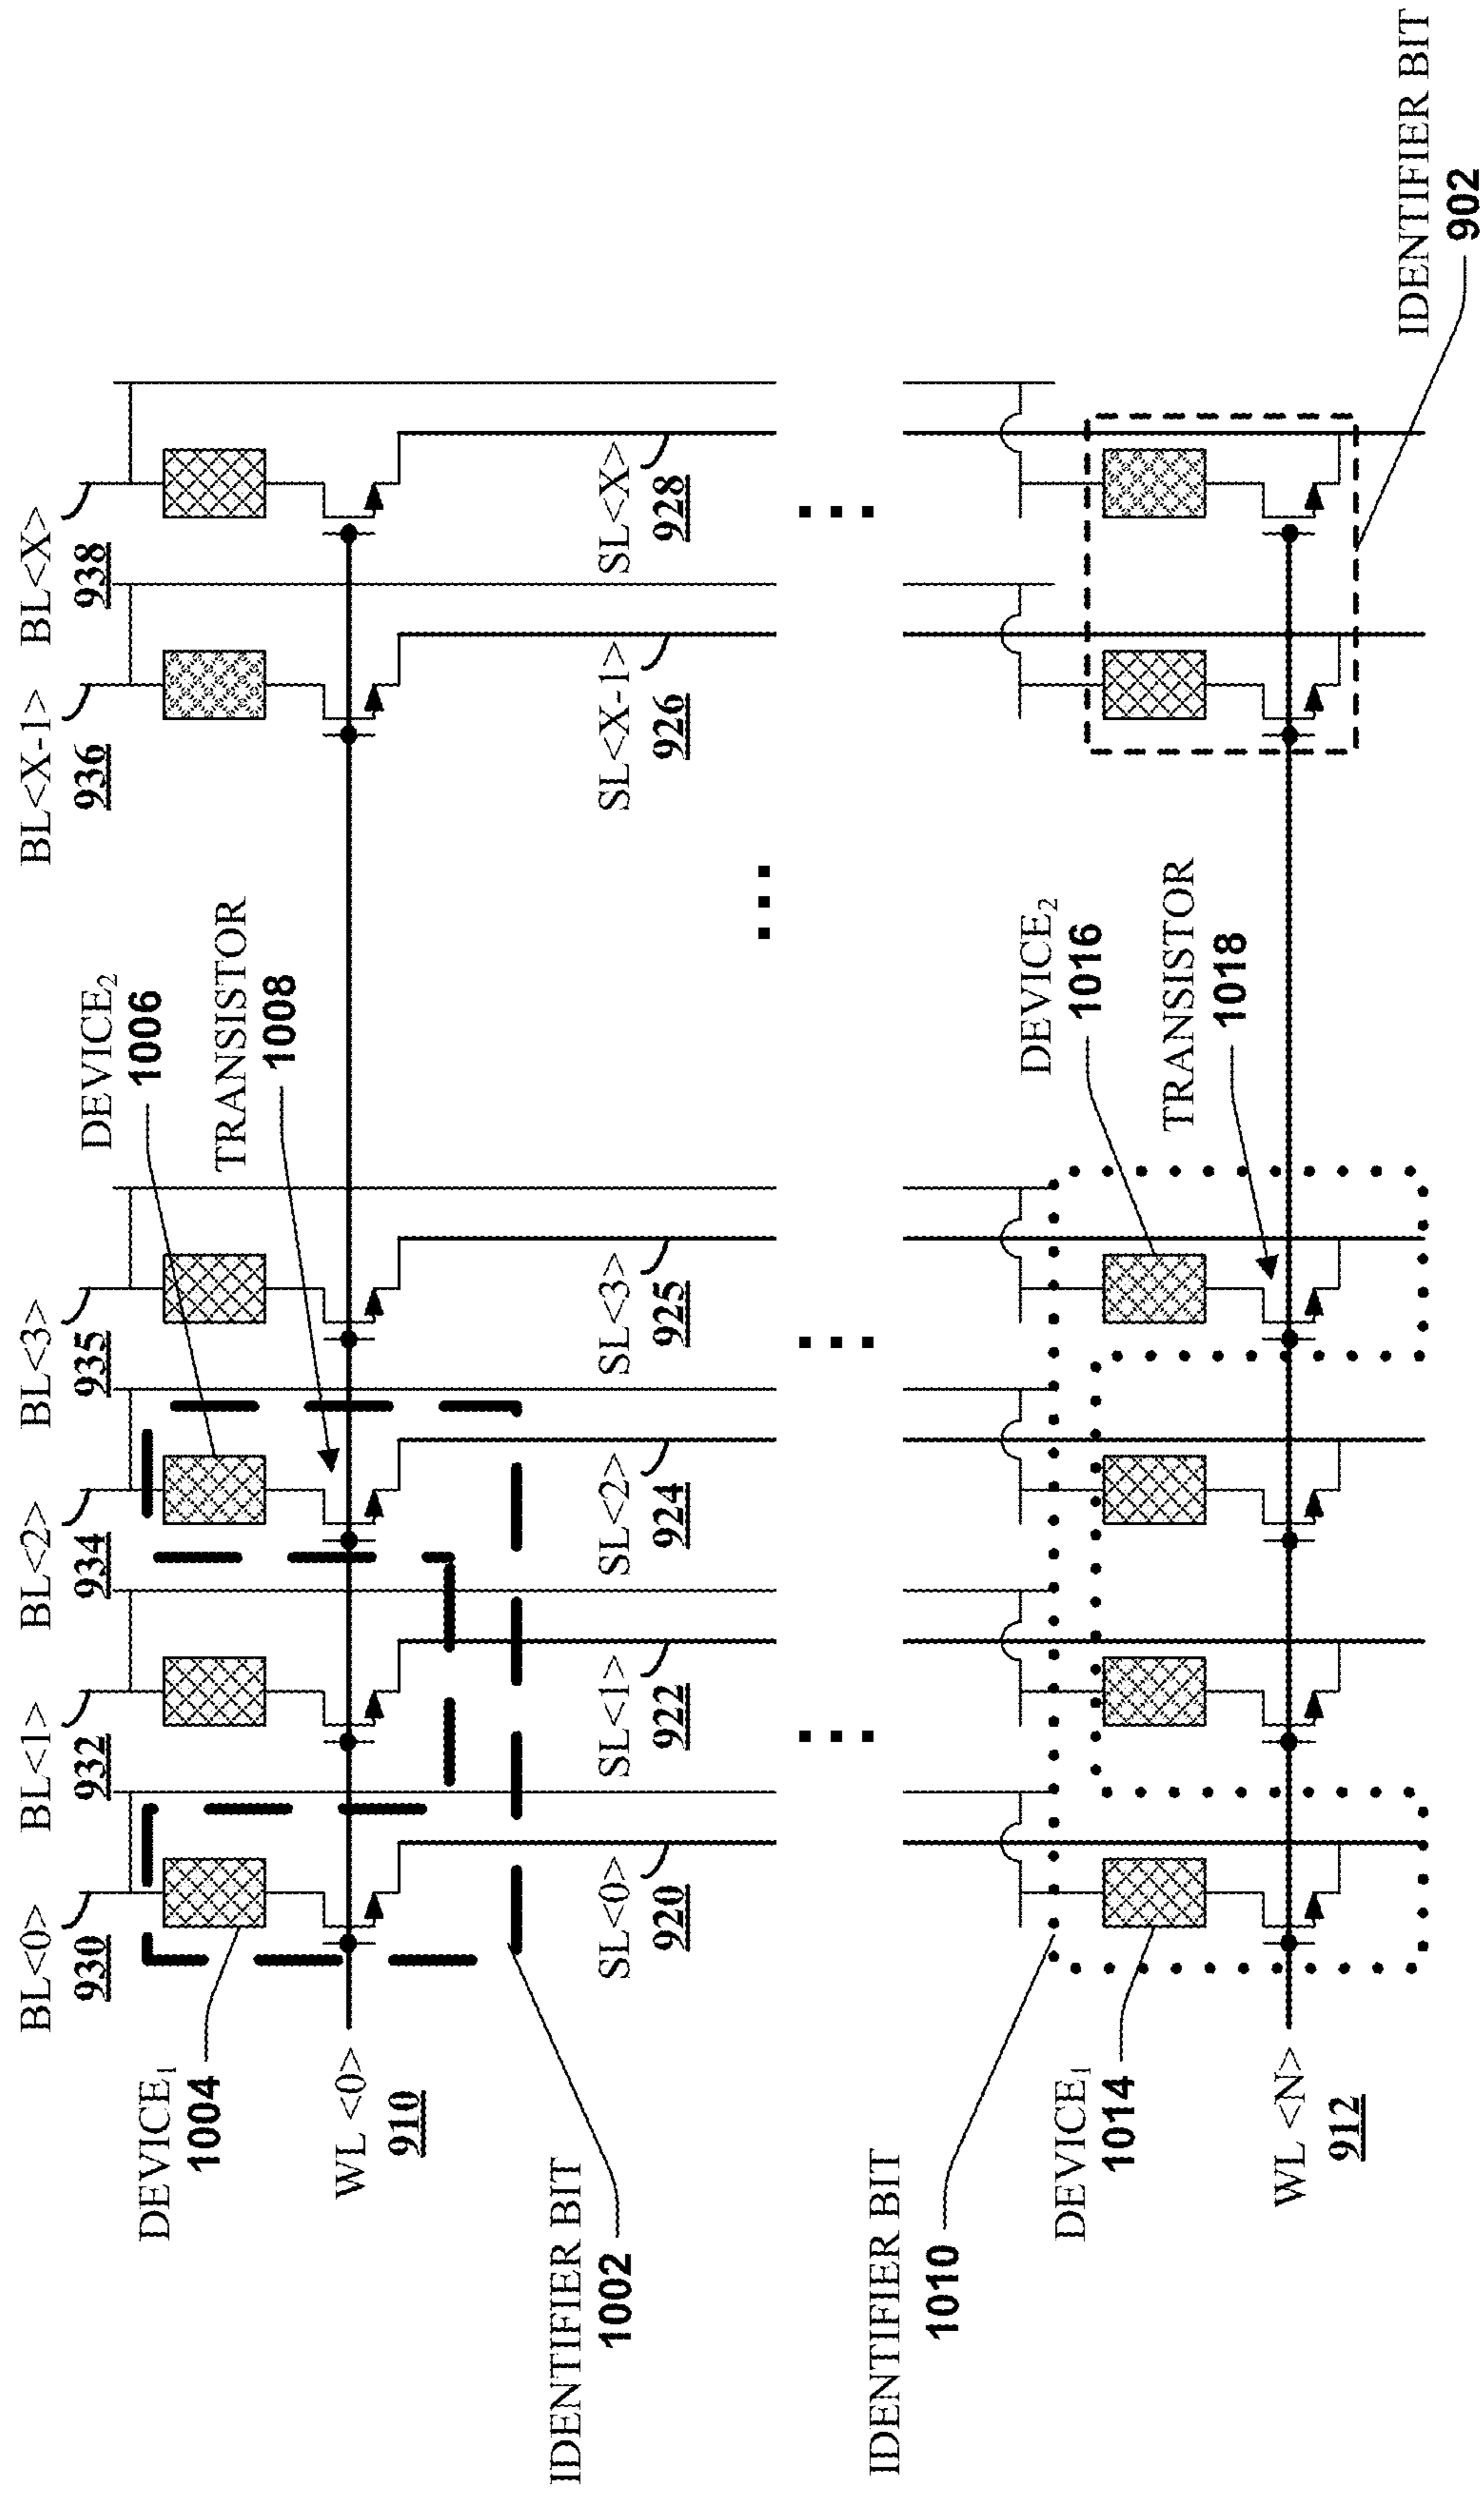 BL<0>
930
BL<1>
932
BL<2>
934
BL<3>
935
BL<X-1>
936
BL<X>
938
DEVICE1
1004
DEVICE2
1006
TRANSISTOR
1008
WL <0>
910
IDENTIFIER BIT
1002
SL<0>
920
SL<1>
922
SL<2>
924
SL<3>
925
SL<X-1>
926
SL<X>
928
IDENTIFIER BIT
1010
DEVICE1
1014
DEVICE2
1016
TRANSISTOR
1018
WL <N>
912
IDENTIFIER BIT
902